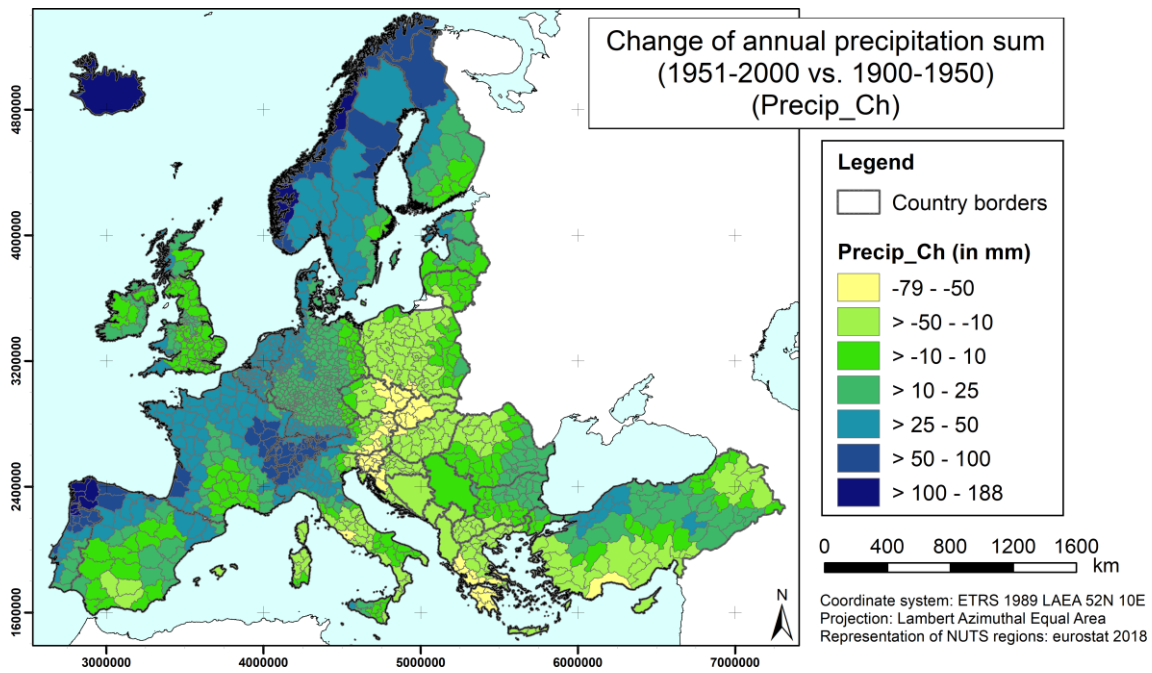 Change of annual precipitation sum
(1951-2000 vs. 1900-1950)
(Precip_Ch)
Legend
Country borders
Precip_Ch (in mm)
-79 - -50
> -50 - -10
> -10 - 10
> 10 - 25
> 25 - 50
> 50 - 100
> 100 - 188
0 400 800 1200 1600
km
N
Coordinate system: ETRS 1989 LAEA 52N 10E
Projection: Lambert Azimuthal Equal Area
Representation of NUTS regions: eurostat 2018
4800000
4000000
3200000
2400000
1600000
3000000 4000000 5000000 6000000 7000000